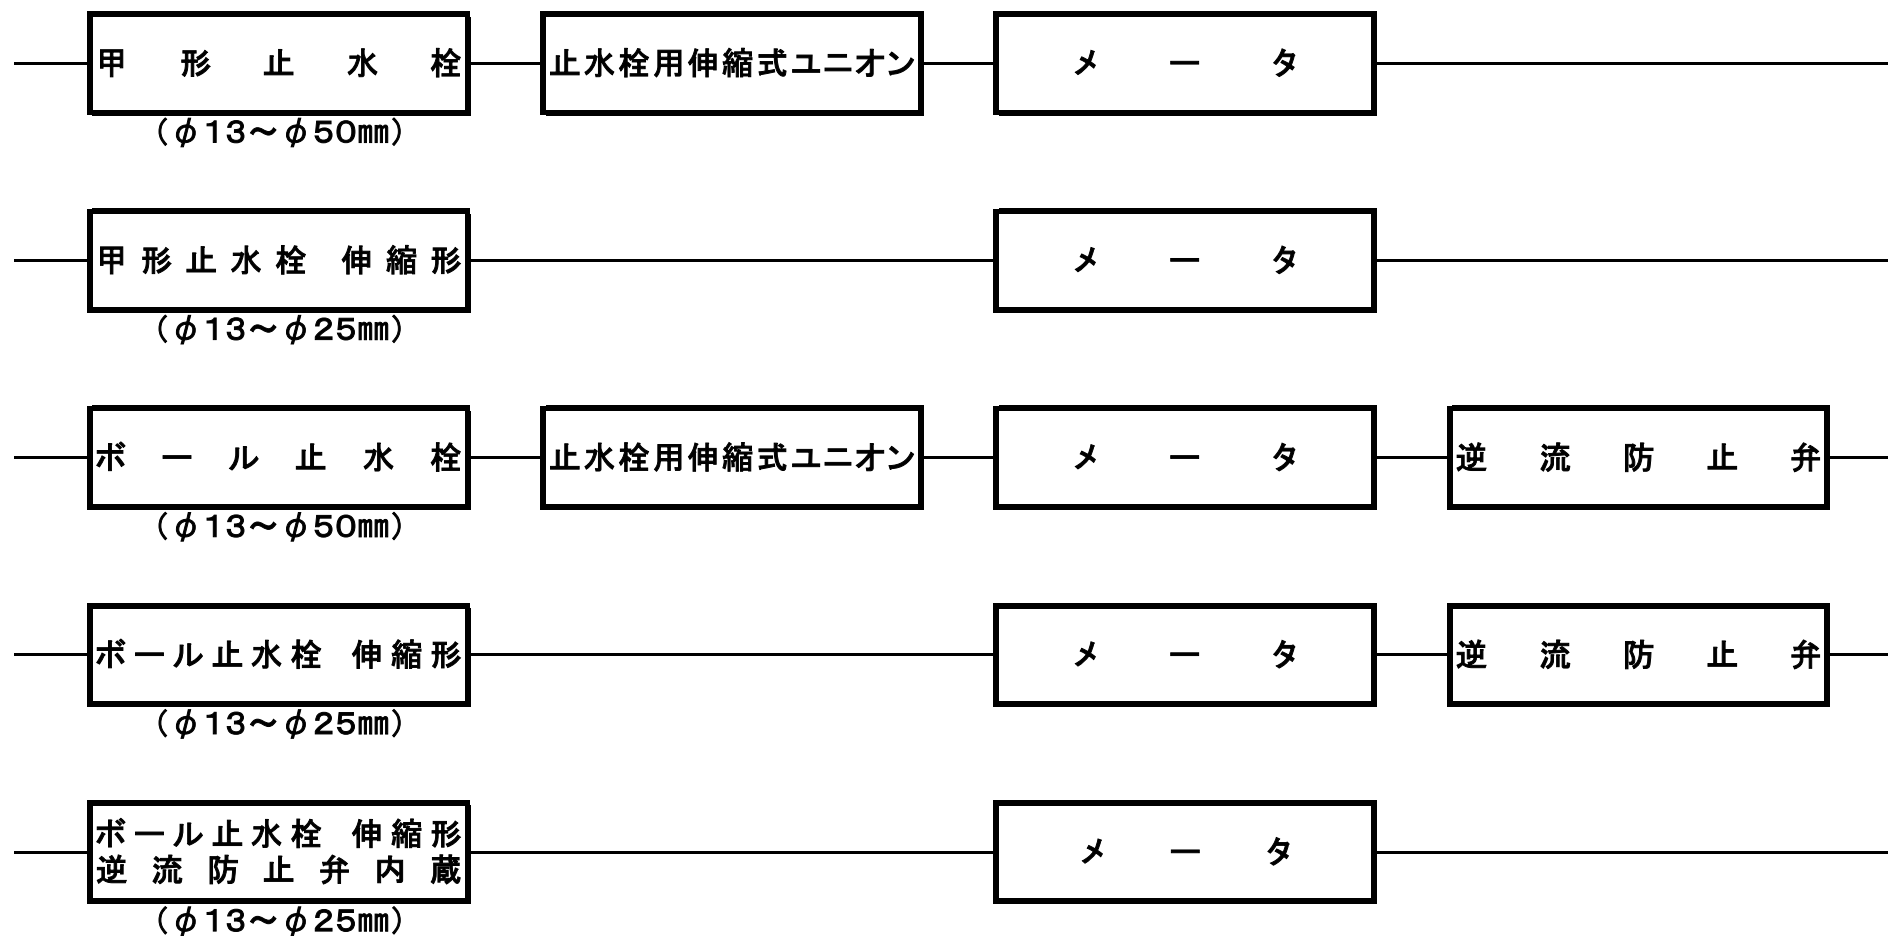 甲形止水栓 止水栓用伸縮式ユニオン メータ
（φ13～φ50㎜）
甲形止水栓 伸縮形 メータ
（φ13～φ25㎜）
ボール止水栓 止水栓用伸縮式ユニオン メータ 逆流防止弁
（φ13～φ50㎜）
ボール止水栓 伸縮形 メータ 逆流防止弁
（φ13～φ25㎜）
ボール止水栓 伸縮形
逆流防止弁内蔵
メータ
（φ13～φ25㎜）